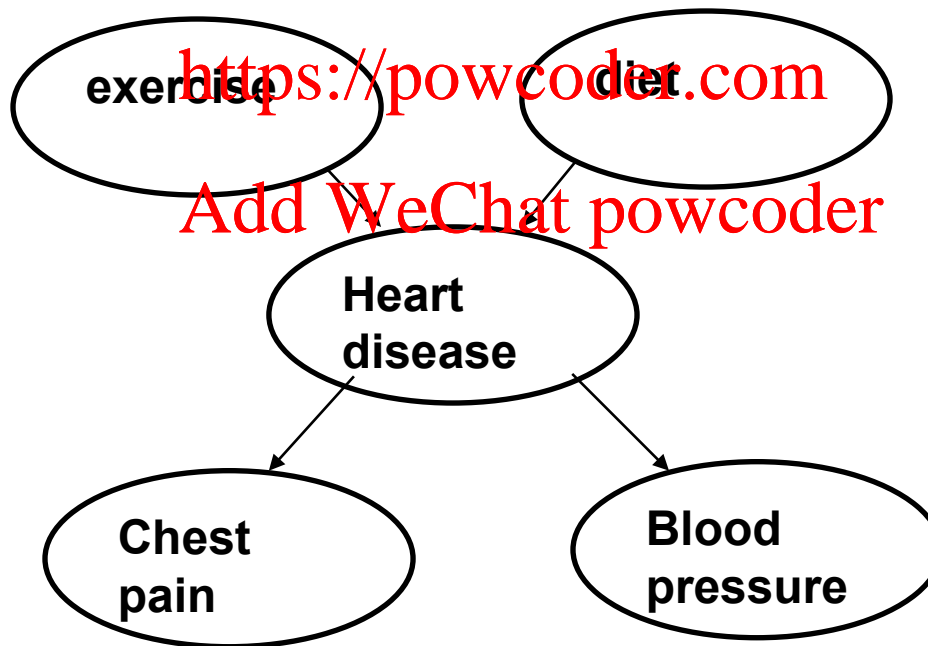 exercise
https://powcoder.com
diet
Add WeChat powcoder
Heart
disease
Chest
pain
Blood
pressure